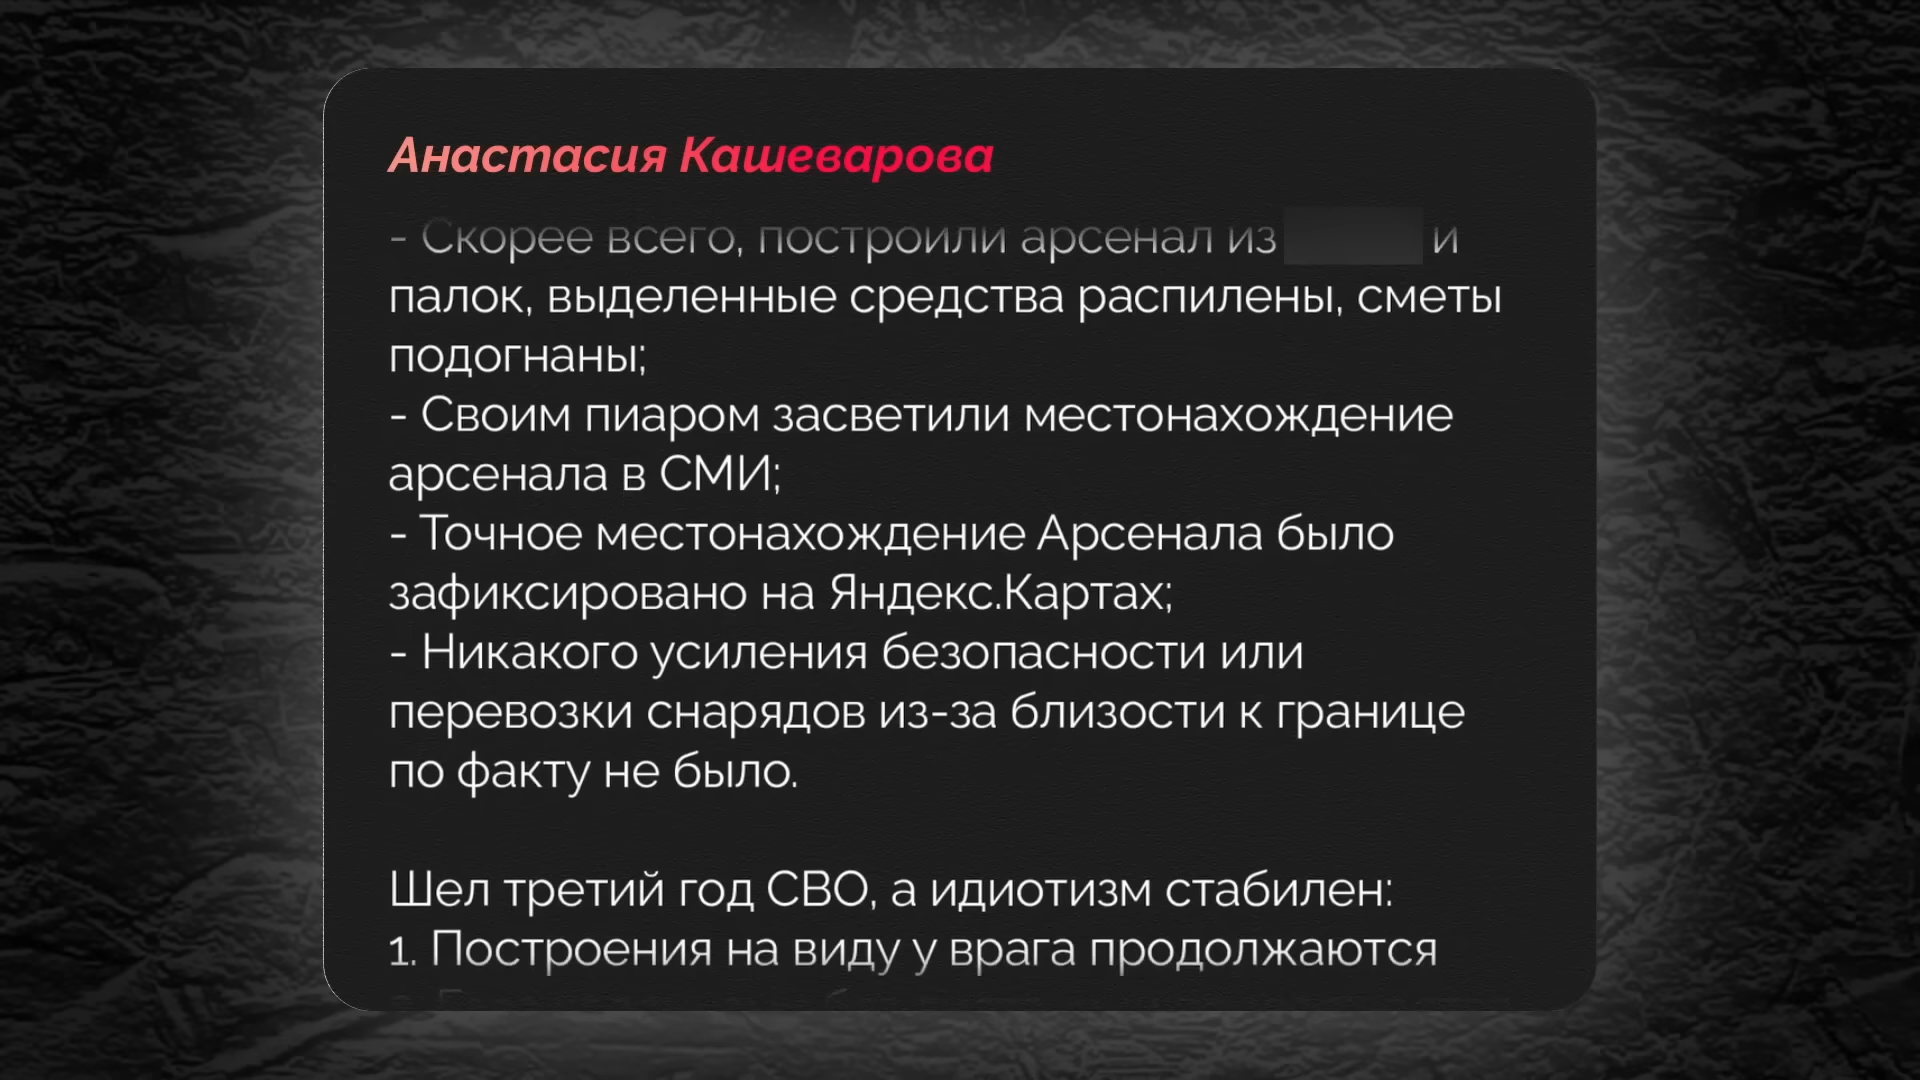 Анастасия Кашеварова
- Скорее всего, построили арсенал из и
палок, выделенные средства распилены, сметы
подогнаны;
- Своим пиаром засветили местонахождение
арсенала в СМИ;
- Точное местонахождение Арсенала было
зафиксировано на Яндекс.Картах;
- Никакого усиления безопасности или
перевозки снарядов из-за близости к границе
по факту не было.
Шел третий год СВО, а идиотизм стабилен:
1. Построения на виду у врага продолжаются